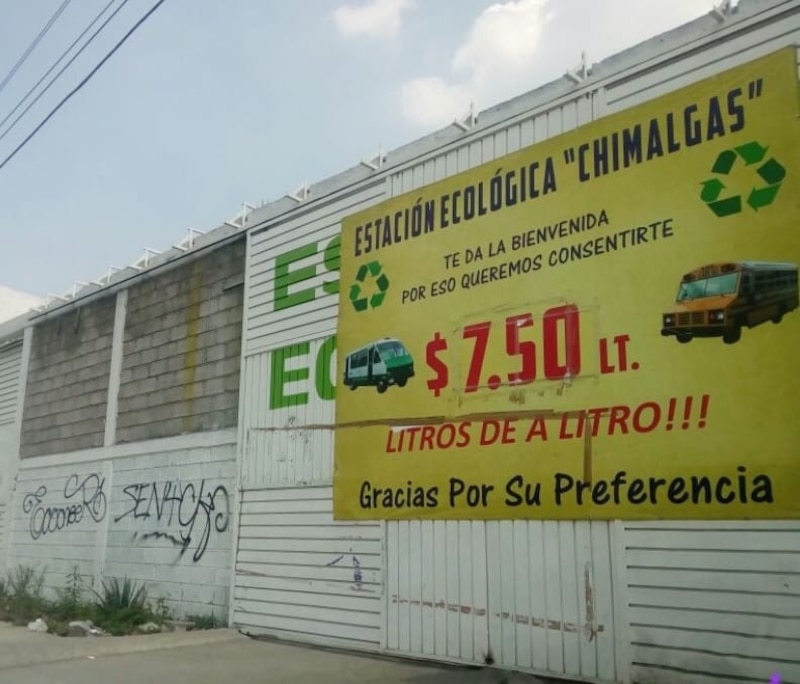 ESTACIÓN ECOLÓGICA "CHIMALGAS"
TE DA LA BIENVENIDA
POR ESO QUEREMOS CONSENTIRTE
$7.50 LT.
LITROS DE A LITRO!!!
Gracias Por Su Preferencia
ES
EC